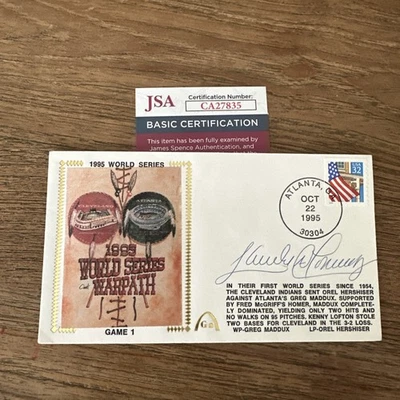 JSA
Certification Number:
CA27835
BASIC CERTIFICATION
This item has been fully examined by
James Spence Authentication, and
1995 WORLD SERIES
CLEVELAND
ATLANTA
1995
WORLD SERIES
WARPATH
GAME 1
USA 32
ATLANTA, GA
OCT
22
1995
30304
IN THEIR FIRST WORLD SERIES SINCE 1954,
THE CLEVELAND INDIANS SENT OREL HERSHISER
AGAINST ATLANTA'S GREG MADDUX. SUPPORTED
BY FRED McGRIFF'S HOMER, MADDUX COMPLETE-
LY DOMINATED, YIELDING ONLY TWO HITS AND
NO WALKS ON 95 PITCHES. KENNY LOFTON STOLE
TWO BASES FOR CLEVELAND IN THE 3-2 LOSS.
WP-GREG MADDUX LP-OREL HERSHISER